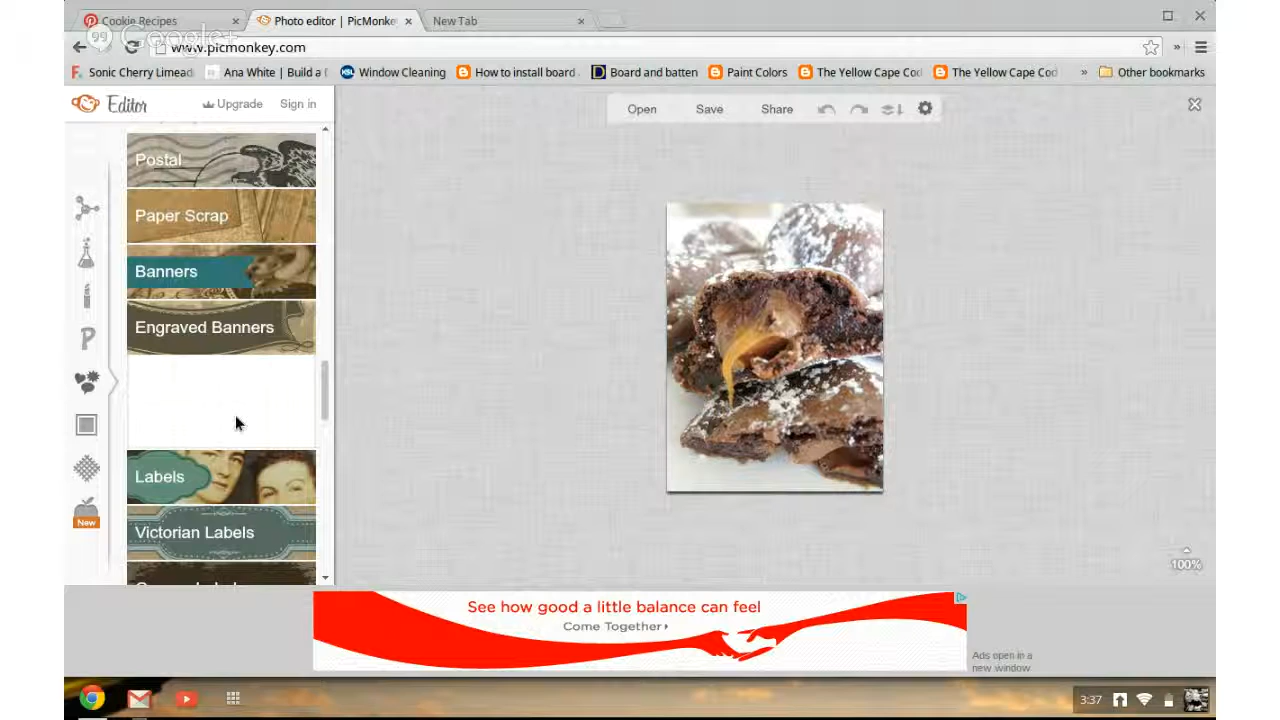 Cookie Recipes
Photo editor | PicMonke
New Tab
Google+
www.picmonkey.com
Sonic Cherry Limead
Ana White | Build a
Window Cleaning
How to install board
Board and batten
Paint Colors
The Yellow Cape Cod
The Yellow Cape Cod
»
Other bookmarks
Editor
Upgrade
Sign in
Open
Save
Share
Postal
Paper Scrap
Banners
Engraved Banners
Labels
Victorian Labels
New
100%
See how good a little balance can feel
Come Together
Ads open in a
new window
3:37